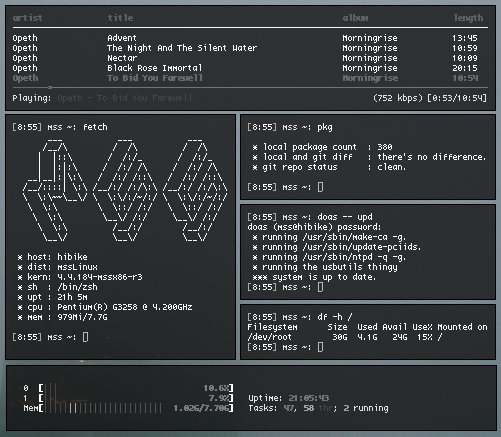 artist title album length
Opeth Advent Morningrise 13:45
Opeth The Night And The Silent Water Morningrise 10:59
Opeth Nectar Morningrise 10:09
Opeth Black Rose Immortal Morningrise 20:15
Opeth To Bid You Farewell Morningrise 10:54
Playing: Opeth - To Bid You Farewell (752 kbps) [0:53/10:54]
[8:55] mss ~: fetch
* host: hibike
* dist: mssLinux
* kern: 4.4.184-mssx86-r3
* sh : /bin/zsh
* upt : 21h 5m
* cpu : Pentium(R) G3258 @ 4.200GHz
* mem : 979Mi/7.7G
[8:55] mss ~:
[8:55] mss ~: pkg
* local package count : 380
* local and git diff : there's no difference.
* git repo status : clean.
[8:55] mss ~:
[8:55] mss ~: doas -- upd
doas (mss@hibike) password:
* running /usr/sbin/make-ca -g.
* running /usr/sbin/update-pciids.
* running /usr/sbin/ntpd -q -g.
* running the usbutils thingy
*** system is up to date.
[8:55] mss ~:
[8:55] mss ~: df -h /
Filesystem Size Used Avail Use% Mounted on
/dev/root 30G 4.1G 24G 15% /
[8:55] mss ~:
0 [ 10.6%]
1 [ 7.9%]
Mem[ 1.02G/7.70G]
Uptime: 21:05:43
Tasks: 47, 58 thr; 2 running